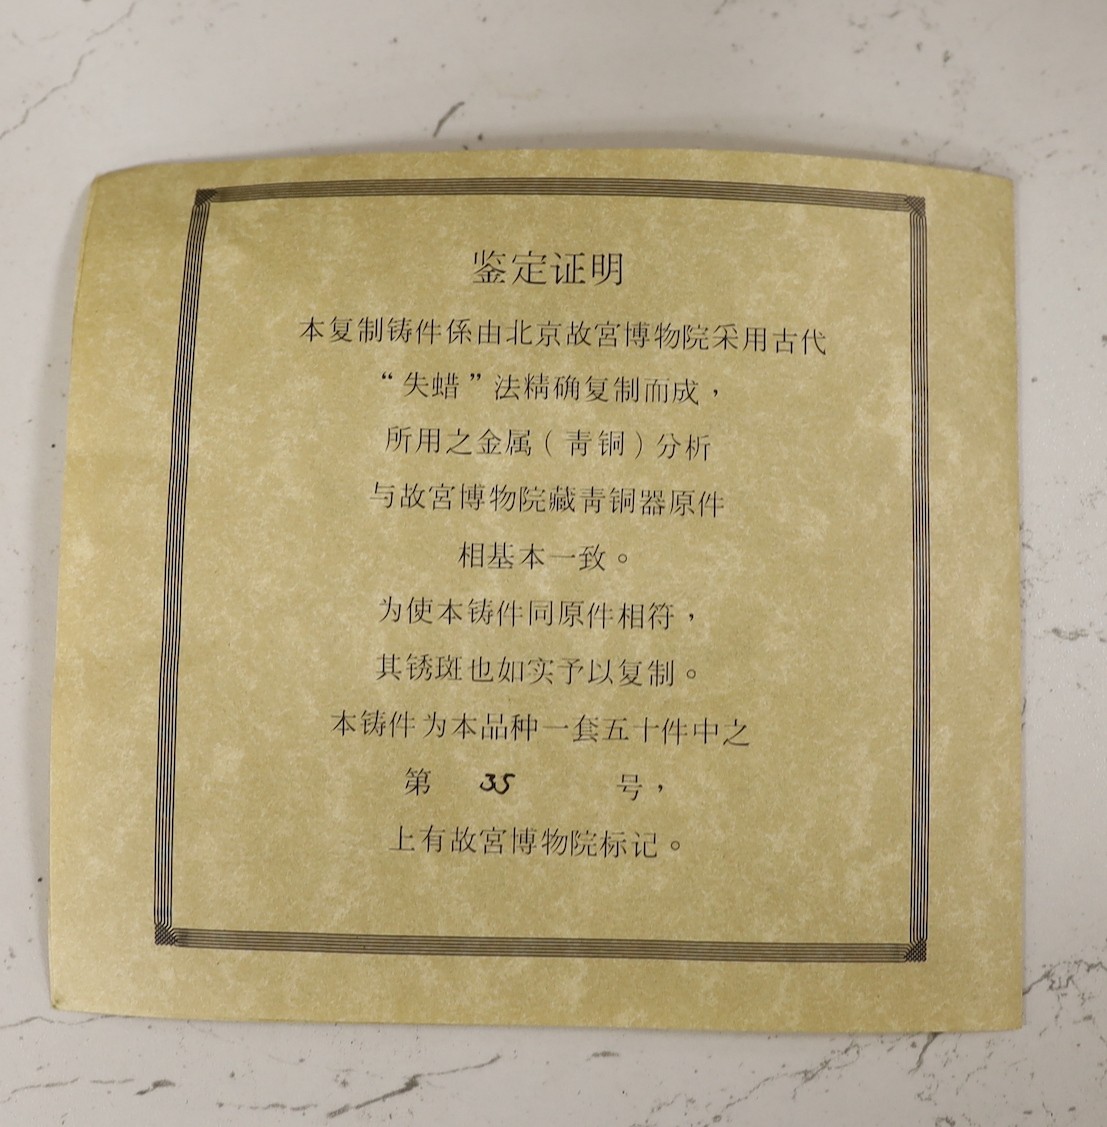 鉴定证明
本复制铸件係由北京故宫博物院采用古代
“失蜡”法精确复制而成，
所用之金属（青铜）分析
与故宫博物院藏青铜器原件
相基本一致。
为使本铸件同原件相符，
其锈斑也如实予以复制。
本铸件为本品种一套五十件中之
第 35 号，
上有故宫博物院标记。